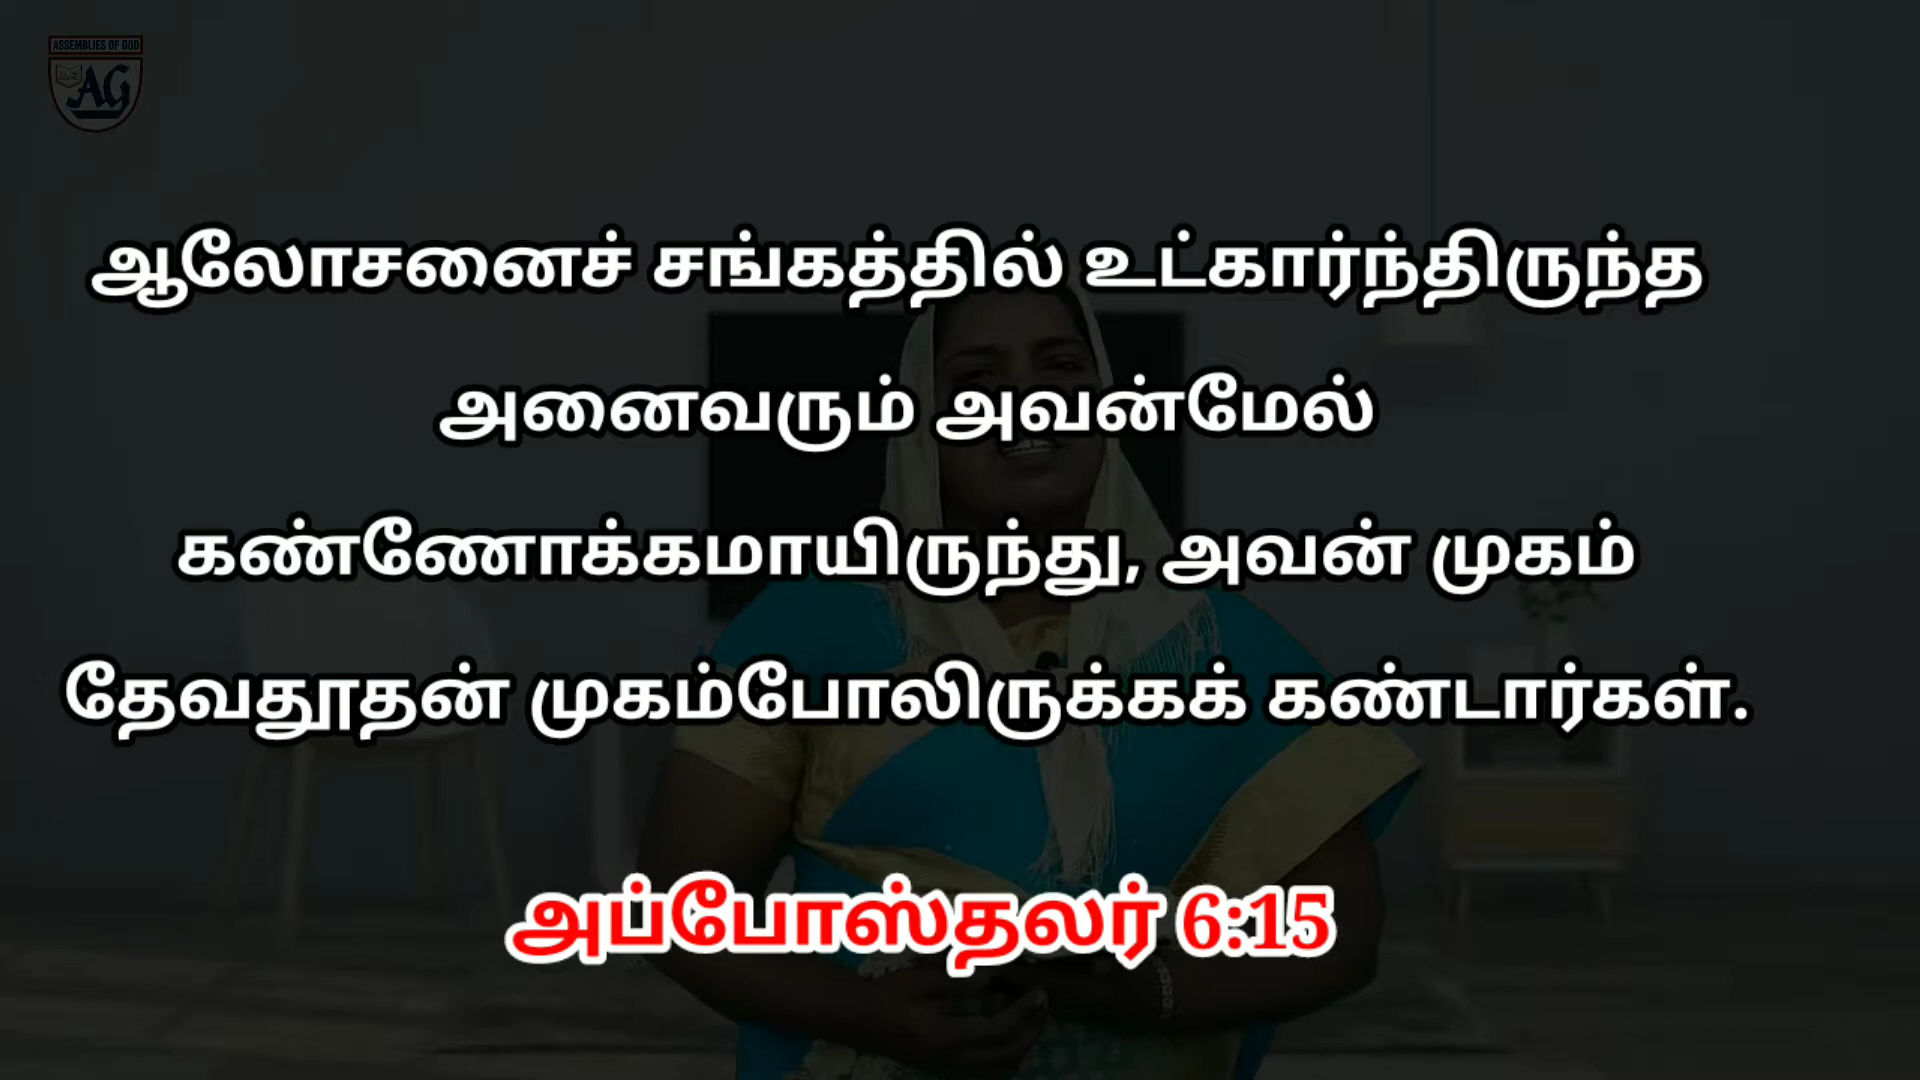 ASSEMBLIES OF GOD
AG
ஆலோசனைச் சங்கத்தில் உட்கார்ந்திருந்த
அனைவரும் அவன்மேல்
கண்ணோக்கமாயிருந்து, அவன் முகம்
தேவதூதன் முகம்போலிருக்கக் கண்டார்கள்.
அப்போஸ்தலர் 6:15